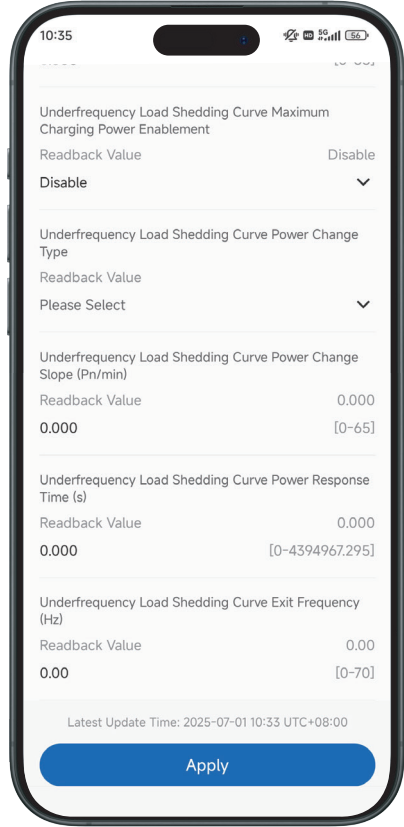 10:35
5G
56
Underfrequency Load Shedding Curve Maximum
Charging Power Enablement
Readback Value Disable
Disable
Underfrequency Load Shedding Curve Power Change
Type
Readback Value
Please Select
Underfrequency Load Shedding Curve Power Change
Slope (Pn/min)
Readback Value 0.000
0.000 [0-65]
Underfrequency Load Shedding Curve Power Response
Time (s)
Readback Value 0.000
0.000 [0-4394967.295]
Underfrequency Load Shedding Curve Exit Frequency
(Hz)
Readback Value 0.00
0.00 [0-70]
Latest Update Time: 2025-07-01 10:33 UTC+08:00
Apply